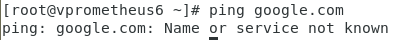 [root@vprometheus6 ~]# ping google.com
ping: google.com: Name or service not known